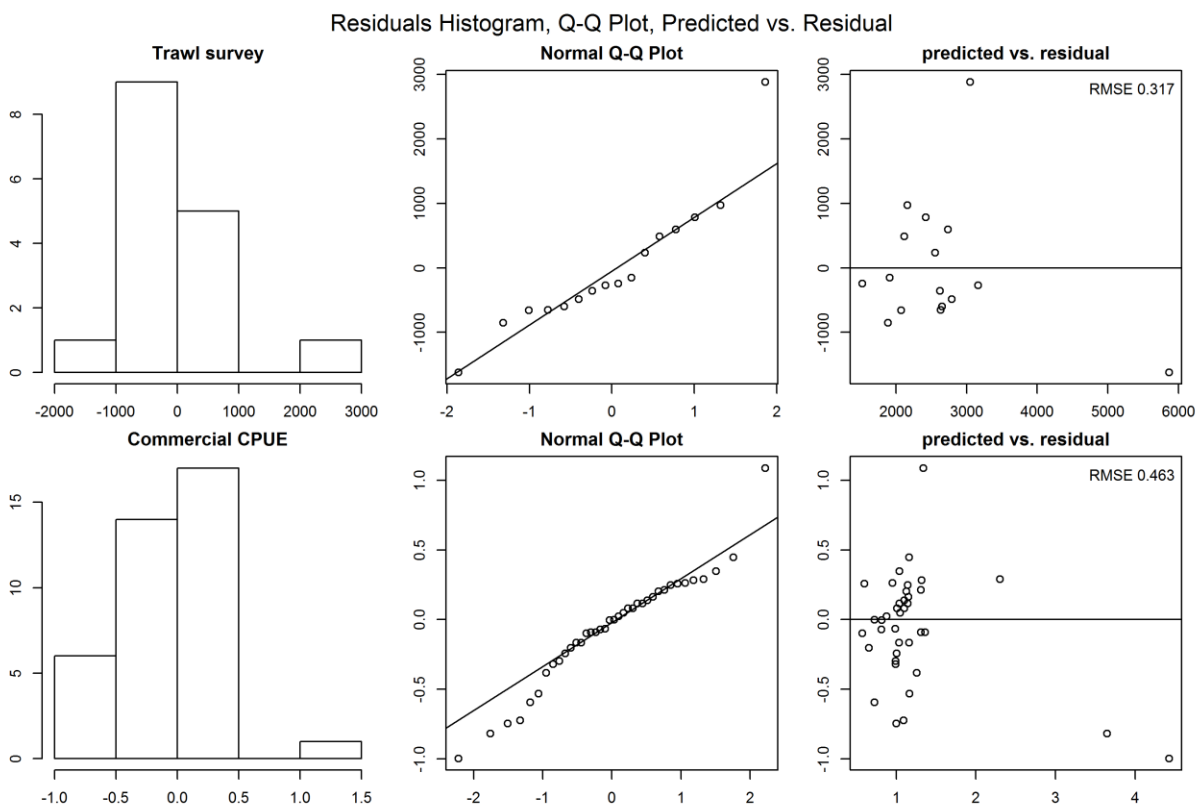 Residuals Histogram, Q-Q Plot, Predicted vs. Residual
Trawl survey
Normal Q-Q Plot
predicted vs. residual
8
6
4
2
0
-2000 -1000 0 1000 2000 3000
3000
2000
1000
0
-1000
-2 -1 0 1 2
3000
2000
1000
0
-1000
RMSE 0.317
2000 3000 4000 5000 6000
Commercial CPUE
Normal Q-Q Plot
predicted vs. residual
15
10
5
0
-1.0 -0.5 0.0 0.5 1.0 1.5
1.0
0.5
0.0
-0.5
-1.0
-2 -1 0 1 2
1.0
0.5
0.0
-0.5
-1.0
RMSE 0.463
1 2 3 4